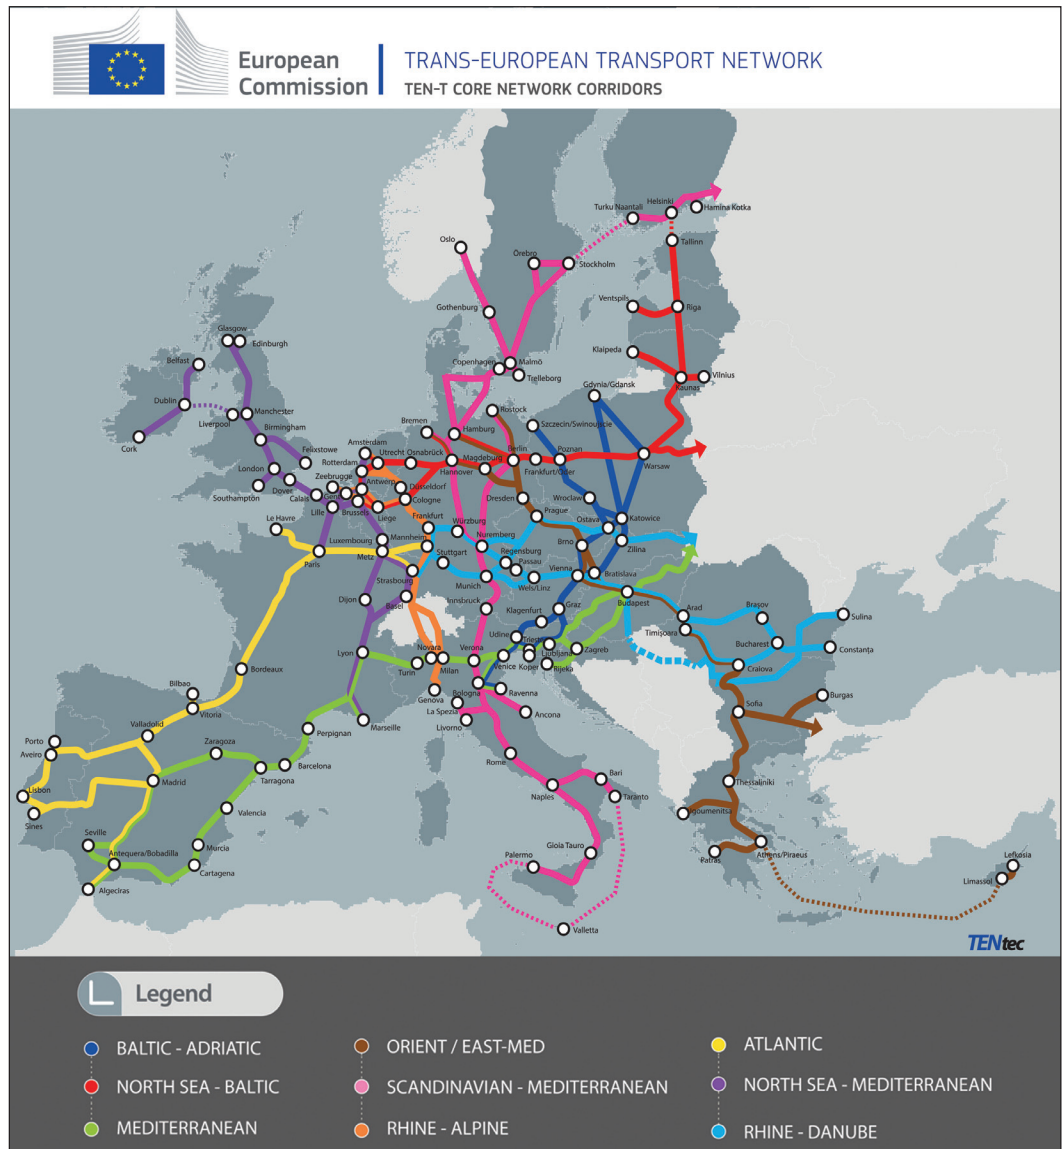 European
Commission
TRANS-EUROPEAN TRANSPORT NETWORK
TEN-T CORE NETWORK CORRIDORS
Helsinki
Turku Naantali
Hamina Kotka
Oslo
Örebro
Stockholm
Tallinn
Ventspils
Riga
Gothenburg
Glasgow
Edinburgh
Klaipeda
Belfast
Copenhagen
Malmö
Trelleborg
Kaunas
Vilnius
Gdynia/Gdansk
Dublin
Liverpool
Manchester
Rostock
Cork
Birmingham
Bremen
Hamburg
Szczecin/Swinoujscie
Felixstowe
Amsterdam
Utrecht
Osnabrück
Berlin
Poznan
Warsaw
London
Rotterdam
Hannover
Magdeburg
Frankfurt/Oder
Zeebrugge
Southampton
Dover
Calais
Gent
Antwerp
Düsseldorf
Cologne
Dresden
Wroclaw
Lille
Brussels
Liege
Le Havre
Frankfurt
Würzburg
Prague
Ostava
Katowice
Luxembourg
Mannheim
Nuremberg
Brno
Zilina
Paris
Metz
Stuttgart
Regensburg
Passau
Strasbourg
Munich
Wels/Linz
Vienna
Bratislava
Dijon
Basel
Innsbruck
Budapest
Klagenfurt
Graz
Arad
Braşov
Sulina
Udine
Timişoara
Lyon
Novara
Verona
Trieste
Ljubljana
Zagreb
Bucharest
Constanţa
Turin
Milan
Venice
Koper
Rijeka
Craiova
Bordeaux
Genova
Bologna
Ravenna
Bilbao
Vitoria
La Spezia
Livorno
Ancona
Sofia
Burgas
Marseille
Valladolid
Perpignan
Porto
Aveiro
Zaragoza
Barcelona
Rome
Tarragona
Madrid
Bari
Thessaliniki
Lisbon
Naples
Taranto
Sines
Valencia
Igoumenitsa
Seville
Murcia
Gioia Tauro
Patras
Athens/Piraeus
Antequera/Bobadilla
Cartagena
Palermo
Lefkosia
Limassol
Algeciras
Valletta
TENtec
Legend
BALTIC - ADRIATIC
ORIENT / EAST-MED
ATLANTIC
NORTH SEA - BALTIC
SCANDINAVIAN - MEDITERRANEAN
NORTH SEA - MEDITERRANEAN
MEDITERRANEAN
RHINE - ALPINE
RHINE - DANUBE